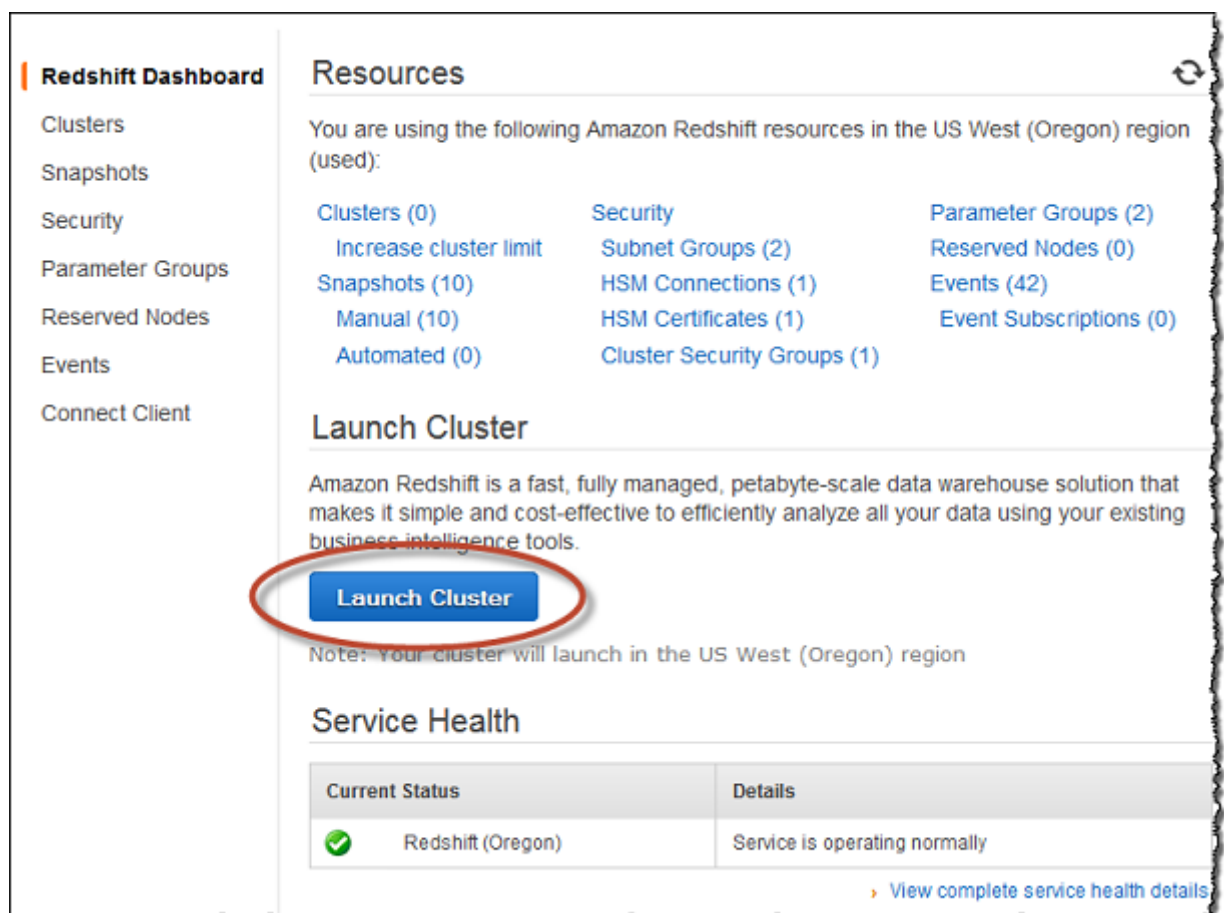 Redshift Dashboard
Clusters
Snapshots
Security
Parameter Groups
Reserved Nodes
Events
Connect Client
Resources
You are using the following Amazon Redshift resources in the US West (Oregon) region
(used):
Clusters (0)
Increase cluster limit
Snapshots (10)
Manual (10)
Automated (0)
Security
Subnet Groups (2)
HSM Connections (1)
HSM Certificates (1)
Cluster Security Groups (1)
Parameter Groups (2)
Reserved Nodes (0)
Events (42)
Event Subscriptions (0)
Launch Cluster
Amazon Redshift is a fast, fully managed, petabyte-scale data warehouse solution that
makes it simple and cost-effective to efficiently analyze all your data using your existing
business intelligence tools.
Launch Cluster
Note: Your cluster will launch in the US West (Oregon) region
Service Health
Current Status
Details
Redshift (Oregon)
Service is operating normally
› View complete service health details